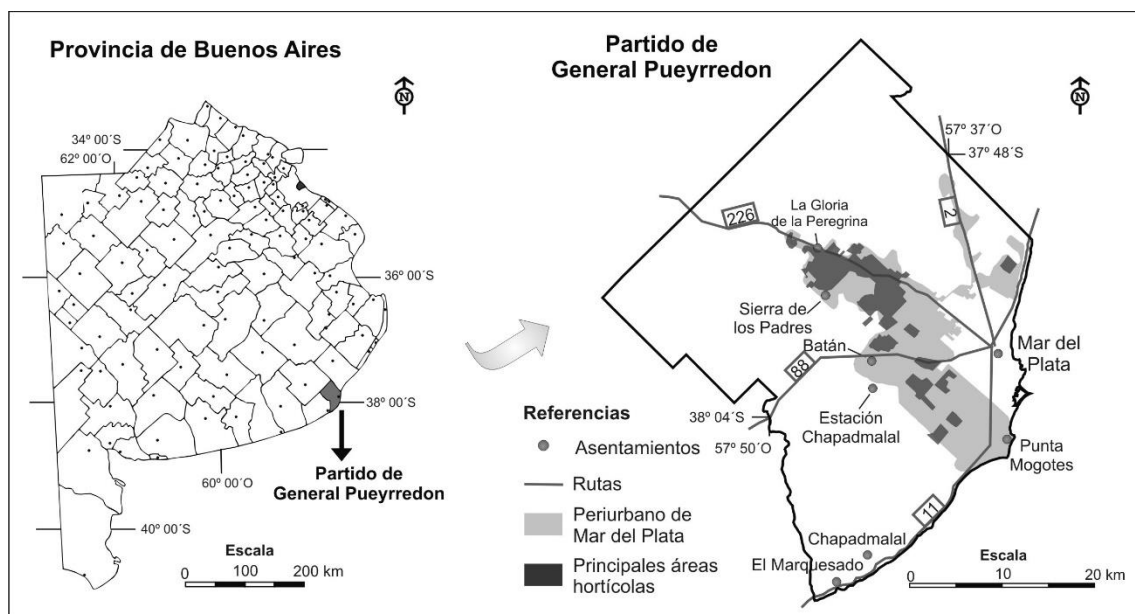 Provincia de Buenos Aires
N
34º 00´S
62º 00´O
36º 00´S
38º 00´S
60º 00´O
Partido de
General Pueyrredon
40º 00´S
Escala
0 100 200 km
Partido de
General Pueyrredon
N
57º 37´O
37º 48´S
226
La Gloria
de la Peregrina
2
Sierra de
los Padres
Batán
Mar del
Plata
88
38º 04´S
57º 50´O
Estación
Chapadmalal
Punta
Mogotes
11
Chapadmalal
El Marquesado
Referencias
Asentamientos
Rutas
Periurbano de
Mar del Plata
Principales áreas
hortícolas
Escala
0 10 20 km